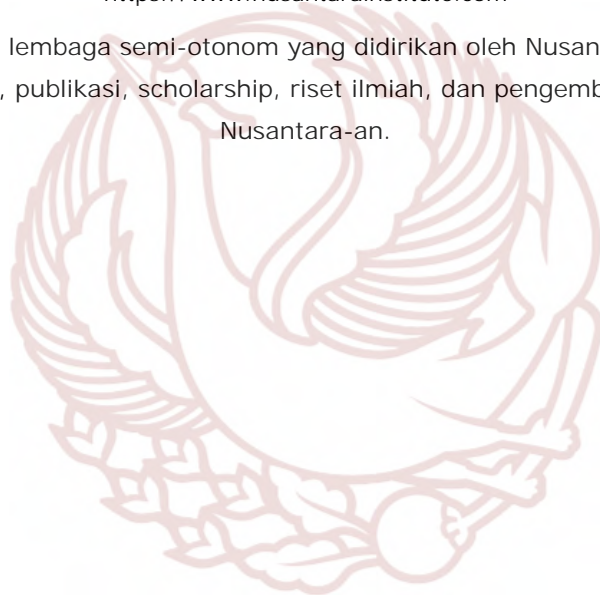 lembaga semi-otonom yang didirikan oleh Nusan
, publikasi, scholarship, riset ilmiah, dan pengemb
Nusantara-an.